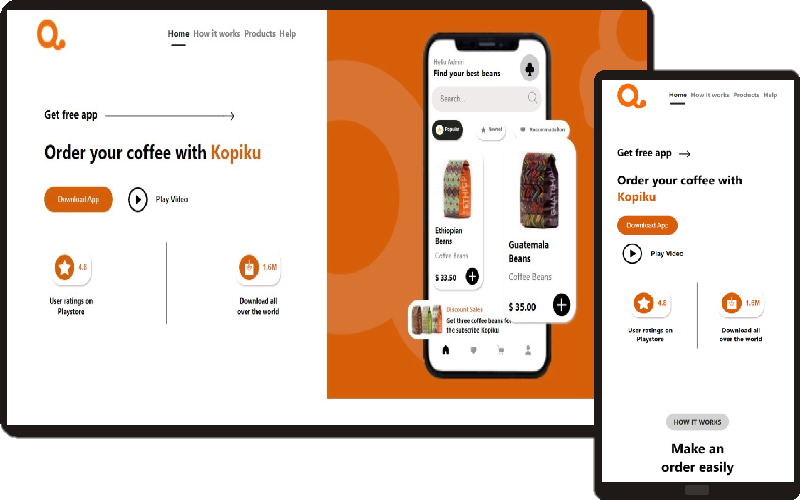 Home How it works Products Help
Get free app
Order your coffee with Kopiku
Download App
Play Video
4.8
1.6M
User ratings on
Playstore
Download all
over the world
Hello Admin
Find your best beans
Search...
Popular
Newest
Recommendation
ETHIOP
GUATEMA
Ethiopian
Beans
Coffee Beans
$ 33.50
Guatemala
Beans
Coffee Beans
$ 35.00
Discount Sales
Get three coffee beans for
the subscribe Kopiku
Home How it works Products Help
Get free app
Order your coffee with
Kopiku
Download App
Play Video
4.8
1.6M
User ratings on
Playstore
Download all
over the world
HOW IT WORKS
Make an
order easily